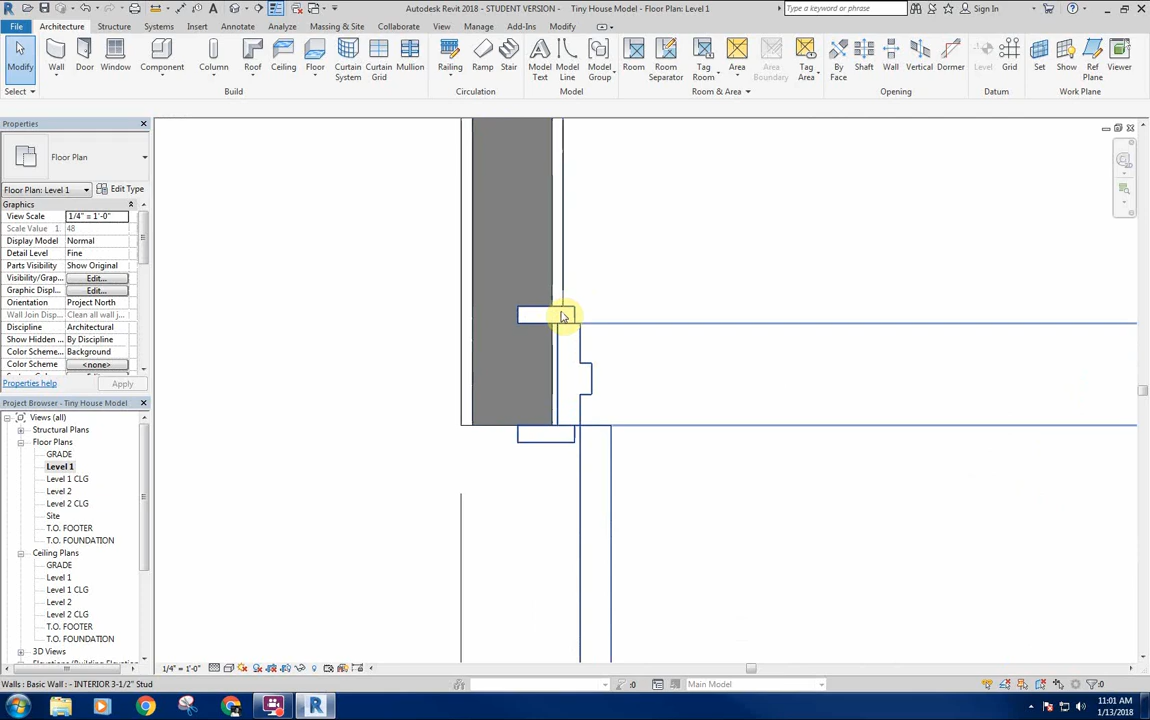 Autodesk Revit 2018 - STUDENT VERSION - Tiny House Model - Floor Plan: Level 1
Type a keyword or phrase
Sign In
File Architecture Structure Systems Insert Annotate Analyze Massing & Site Collaborate View Manage Add-Ins Modify
Modify Wall Door Window Component Column Roof Ceiling Floor Curtain System Curtain Grid Mullion Railing Ramp Stair Model Text Model Line Model Group Room Room Separator Tag Room Area Area Boundary Tag Area By Face Shaft Wall Vertical Dormer Level Grid Set Show Ref Plane Viewer
Select Build Circulation Model Room & Area Opening Datum Work Plane
Properties
Floor Plan
Floor Plan: Level 1 Edit Type
Graphics
View Scale 1/4" = 1'-0"
Scale Value 1: 48
Display Model Normal
Detail Level Fine
Parts Visibility Show Original
Visibility/Grap... Edit...
Graphic Displ... Edit...
Orientation Project North
Wall Join Display Clean all wall j...
Discipline Architectural
Show Hidden ... By Discipline
Color Scheme... Background
Color Scheme <none>
Properties help Apply
Project Browser - Tiny House Model
Views (all)
Structural Plans
Floor Plans
GRADE
Level 1
Level 1 CLG
Level 2
Level 2 CLG
Site
T.O. FOOTER
T.O. FOUNDATION
Ceiling Plans
GRADE
Level 1
Level 1 CLG
Level 2
Level 2 CLG
T.O. FOOTER
T.O. FOUNDATION
3D Views
Elevations (Building Elevation
1/4" = 1'-0"
Walls : Basic Wall : - INTERIOR 3-1/2" Stud
:0
Main Model
:0
11:01 AM
1/13/2018